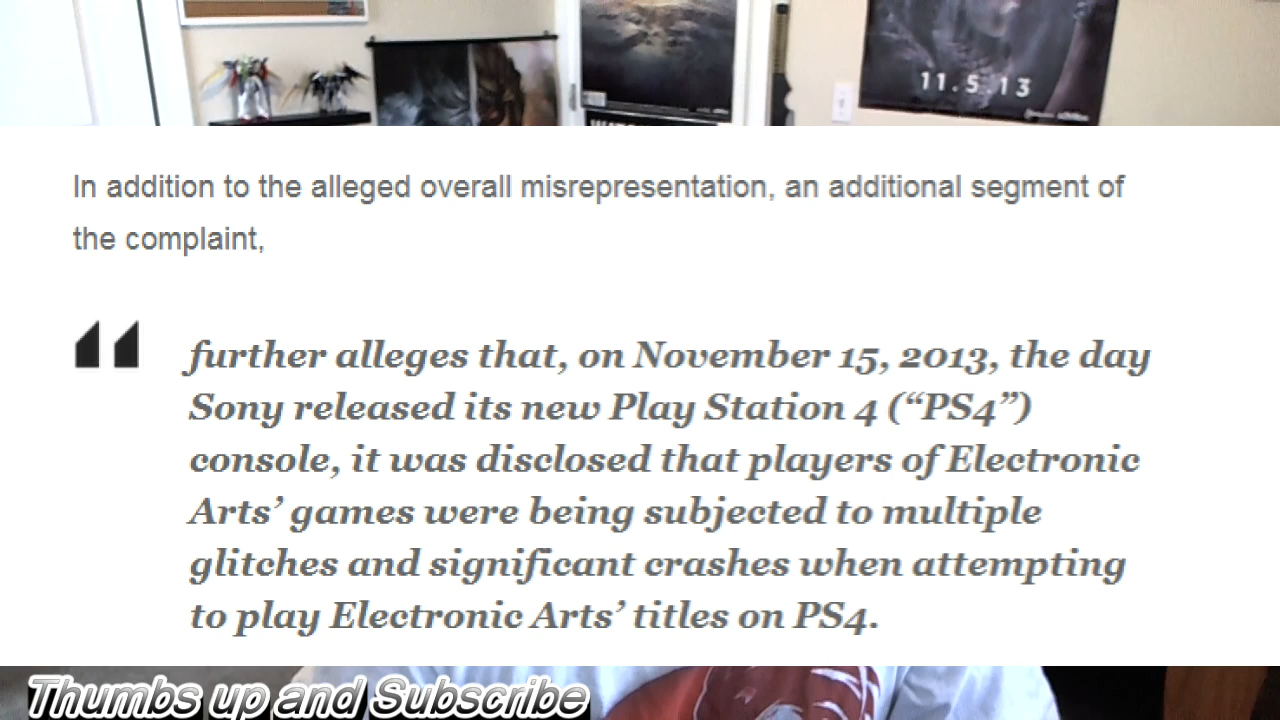 11.5.13
In addition to the alleged overall misrepresentation, an additional segment of
the complaint,
“
further alleges that, on November 15, 2013, the day
Sony released its new Play Station 4 (“PS4”)
console, it was disclosed that players of Electronic
Arts’ games were being subjected to multiple
glitches and significant crashes when attempting
to play Electronic Arts’ titles on PS4.
Thumbs up and Subscribe